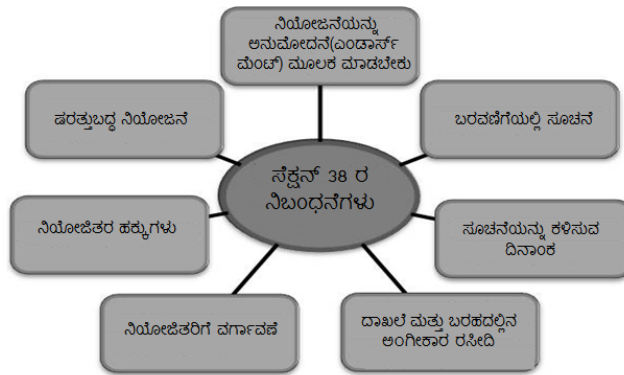 ನಿಯೋಜನೆಯನ್ನು
ಅನುಮೋದನೆ(ಎಂಡಾರ್ಸ್
ಮೆಂಟ್) ಮೂಲಕ ಮಾಡಬೇಕು
ಷರತ್ತುಬದ್ಧ ನಿಯೋಜನೆ
ಬರವಣಿಗೆಯಲ್ಲಿ ಸೂಚನೆ
ಸೆಕ್ಷನ್ 38 ರ
ನಿಬಂಧನೆಗಳು
ನಿಯೋಜಿತರ ಹಕ್ಕುಗಳು
ಸೂಚನೆಯನ್ನು ಕಳಿಸುವ
ದಿನಾಂಕ
ನಿಯೋಜಿತರಿಗೆ ವರ್ಗಾವಣೆ
ದಾಖಲೆ ಮತ್ತು ಬರಹದಲ್ಲಿನ
ಅಂಗೀಕಾರ ರಸೀದಿ